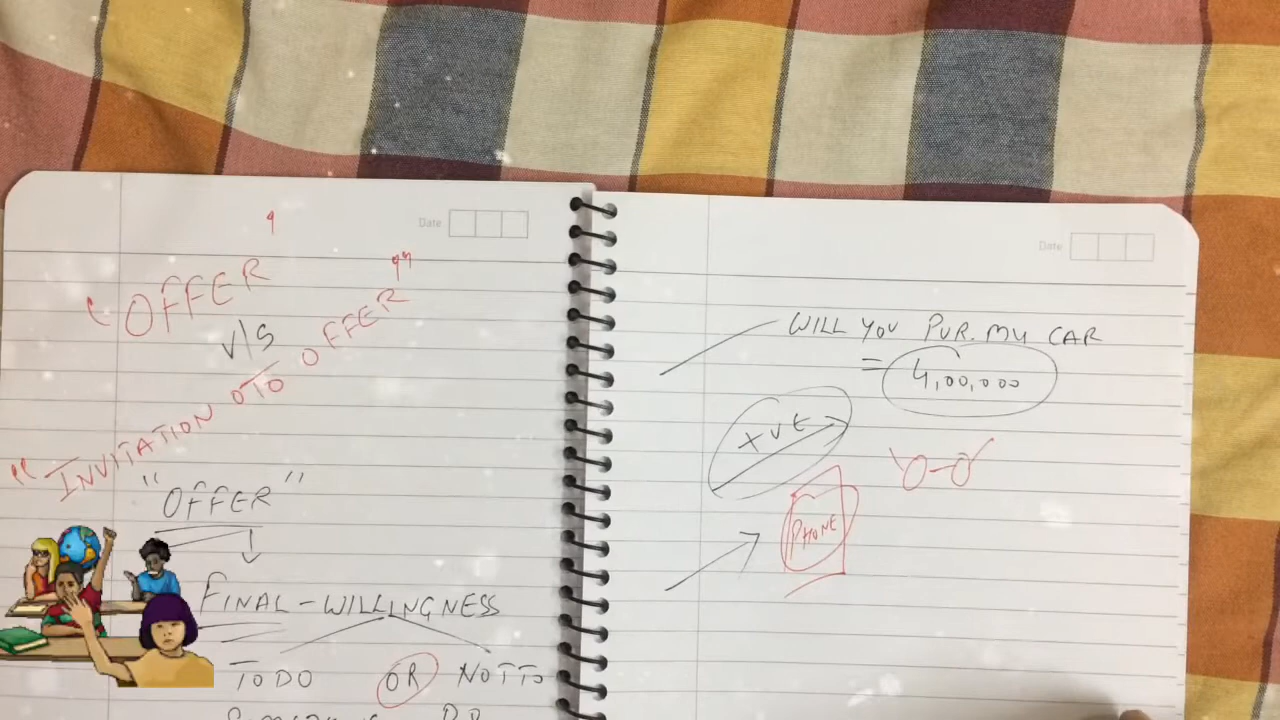 Date
'OFFER'
V/S
"INVITATION TO OFFER"
"OFFER"
FINAL-WILLINGNESS
TO DO OR NOT TO
Date
WILL YOU PUR. MY CAR
= 4,00,000
+VE
PHONE